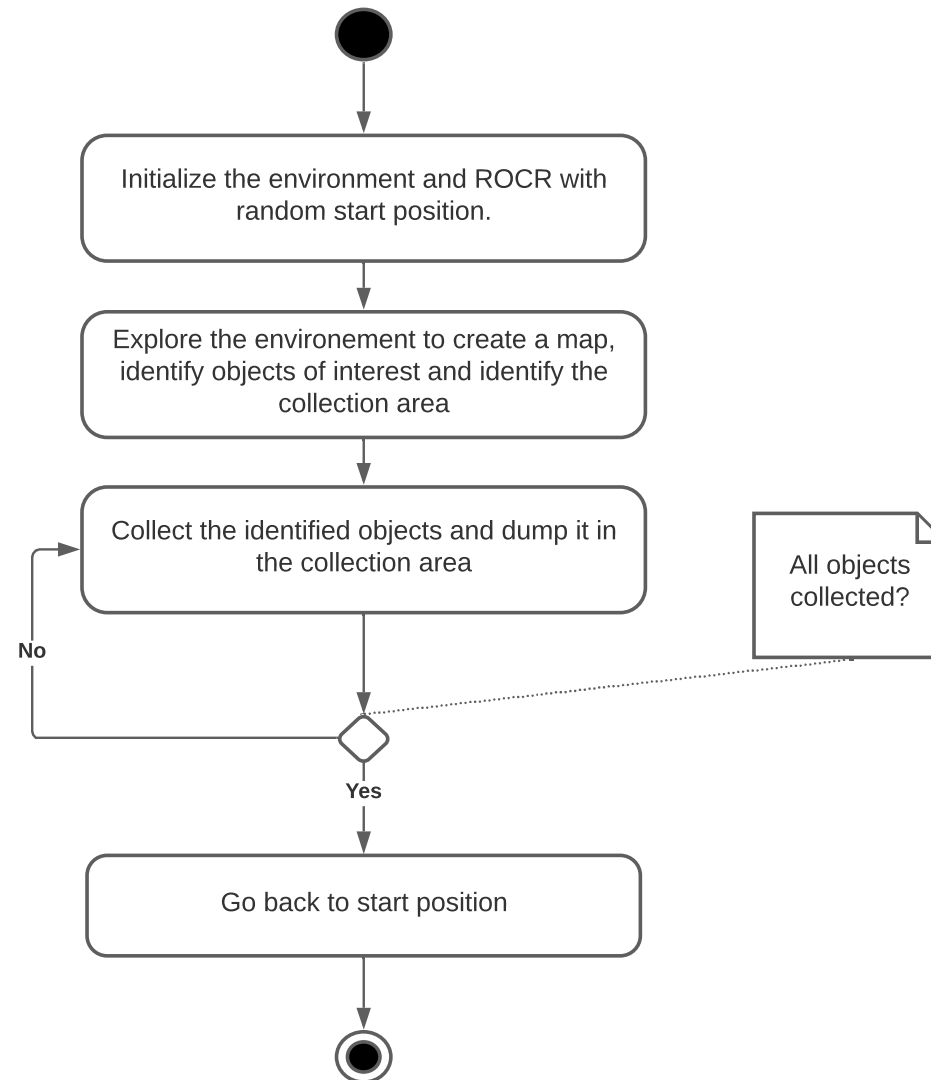 Initialize the environment and ROCR with
random start position.
Explore the environement to create a map,
identify objects of interest and identify the
collection area
Collect the identified objects and dump it in
the collection area
All objects
collected?
No
Yes
Go back to start position